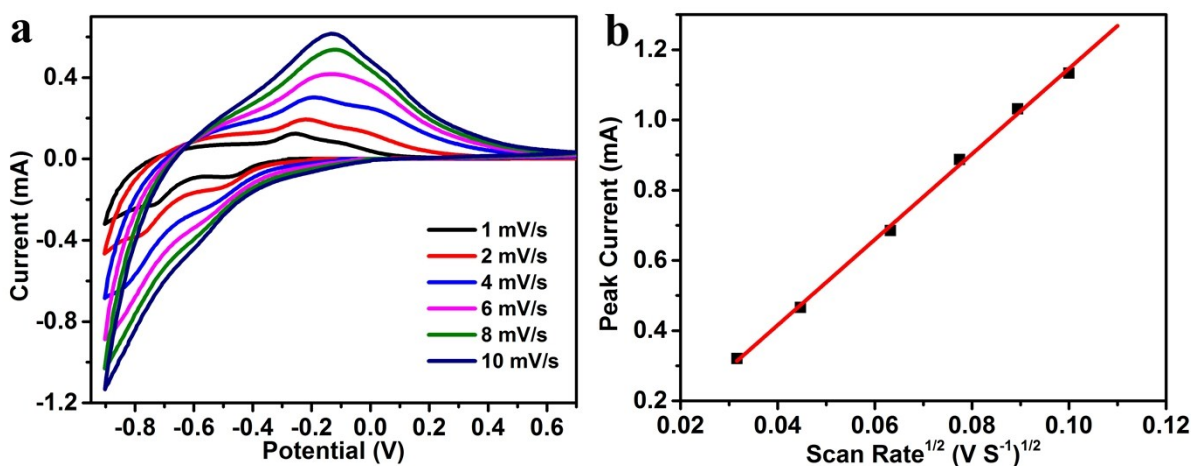 a
0.4
0.0
-0.4
-0.8
-1.2
Current (mA)
-0.8 -0.6 -0.4 -0.2 0.0 0.2 0.4 0.6
Potential (V)
1 mV/s
2 mV/s
4 mV/s
6 mV/s
8 mV/s
10 mV/s
b
1.2
1.0
0.8
0.6
0.4
0.2
Peak Current (mA)
0.02 0.04 0.06 0.08 0.10 0.12
Scan Rate^1/2 (V S^-1)^1/2